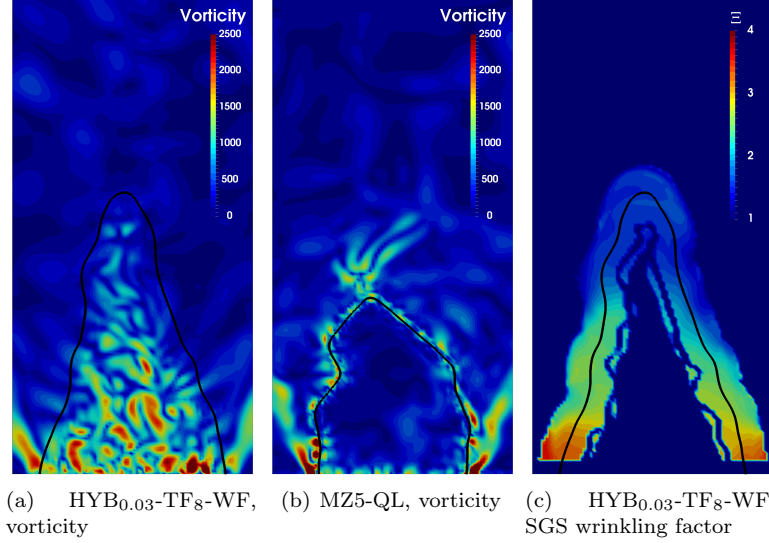 Vorticity
2500
2000
1500
1000
500
0
Vorticity
2500
2000
1500
1000
500
0
Ξ
4
3
2
1
(a) HYB0.03-TF8-WF,
vorticity
(b) MZ5-QL, vorticity
(c) HYB0.03-TF8-WF
SGS wrinkling factor